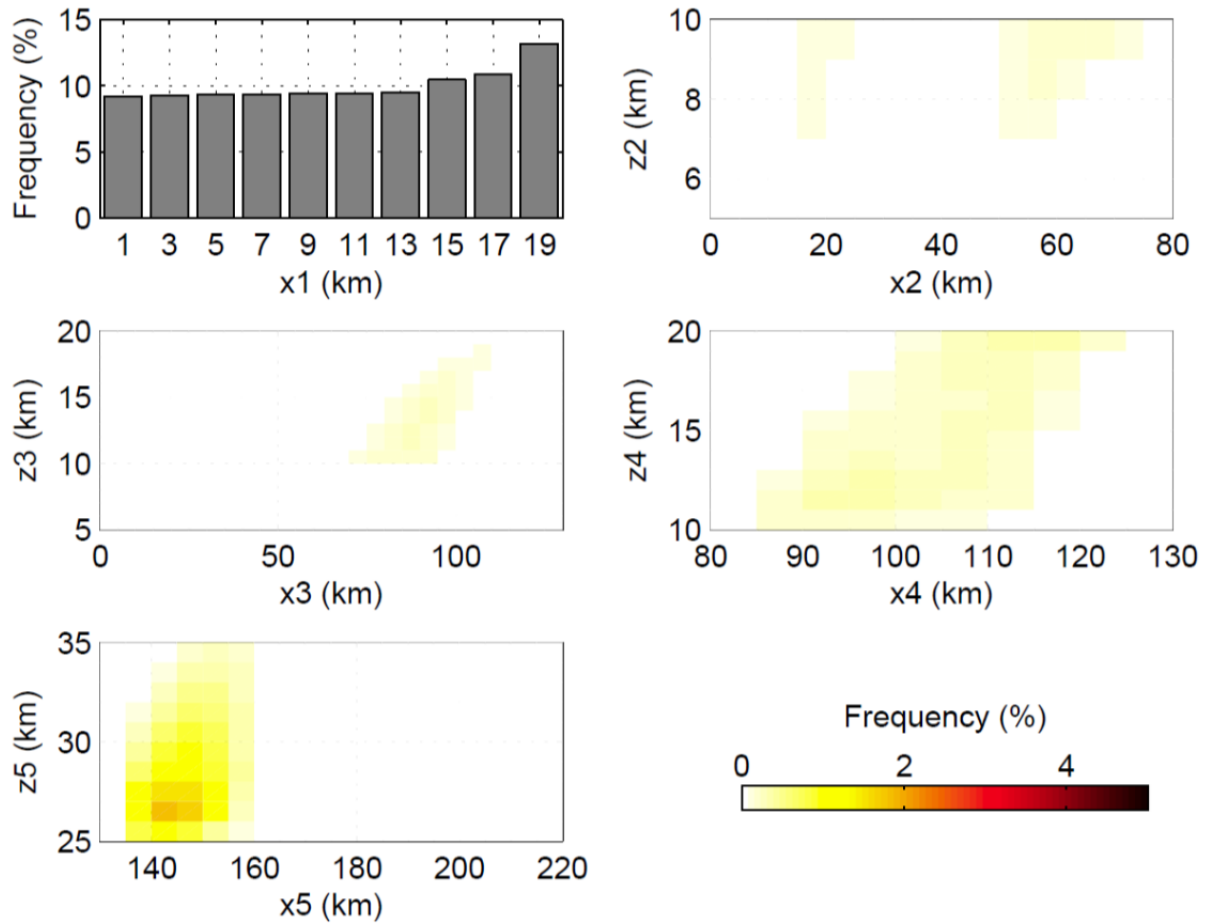 Frequency (%)
15
10
5
0
1 3 5 7 9 11 13 15 17 19
x1 (km)
z2 (km)
10
8
6
0 20 40 60 80
x2 (km)
z3 (km)
20
15
10
5
0 50 100
x3 (km)
z4 (km)
20
15
10
80 90 100 110 120 130
x4 (km)
z5 (km)
35
30
25
140 160 180 200 220
x5 (km)
Frequency (%)
0 2 4